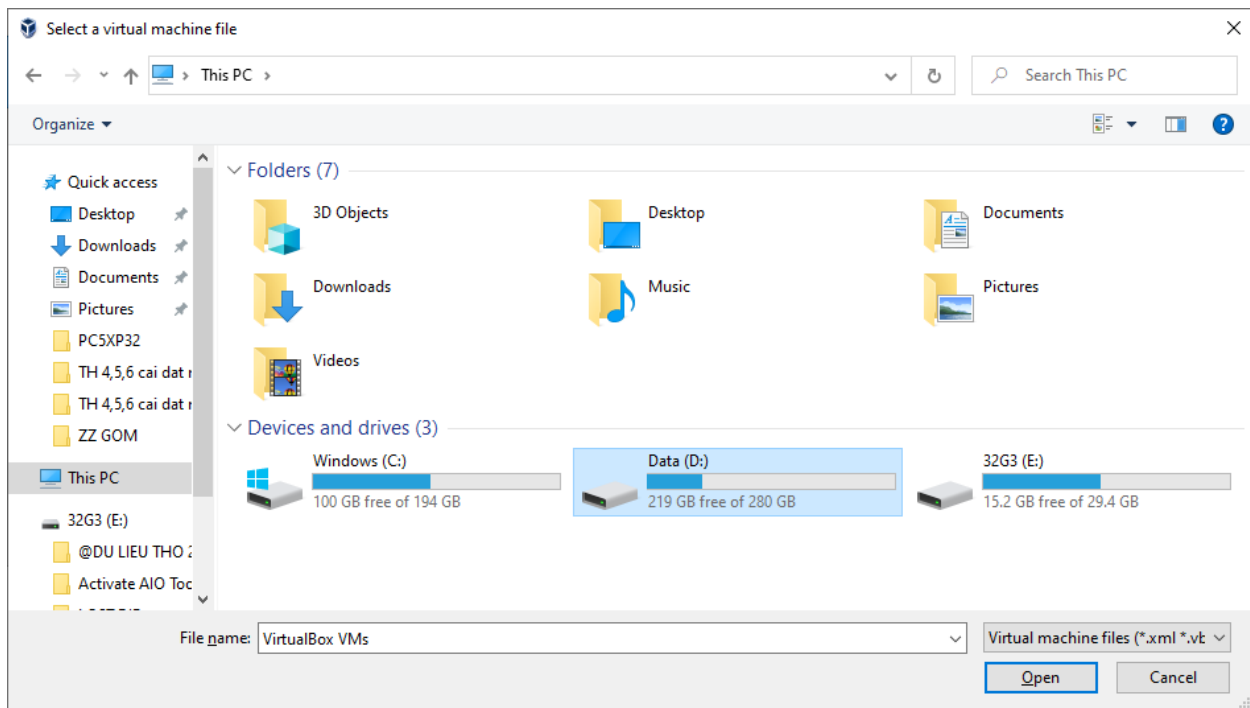 Select a virtual machine file
This PC
Search This PC
Organize
Quick access
Desktop
Downloads
Documents
Pictures
PC5XP32
TH 4,5,6 cai dat r
TH 4,5,6 cai dat r
ZZ GOM
This PC
32G3 (E:)
@DU LIEU THO 2
Activate AIO Toc
Folders (7)
3D Objects
Desktop
Documents
Downloads
Music
Pictures
Videos
Devices and drives (3)
Windows (C:)
100 GB free of 194 GB
Data (D:)
219 GB free of 280 GB
32G3 (E:)
15.2 GB free of 29.4 GB
File name: VirtualBox VMs
Virtual machine files (*.xml *.vb
Open
Cancel